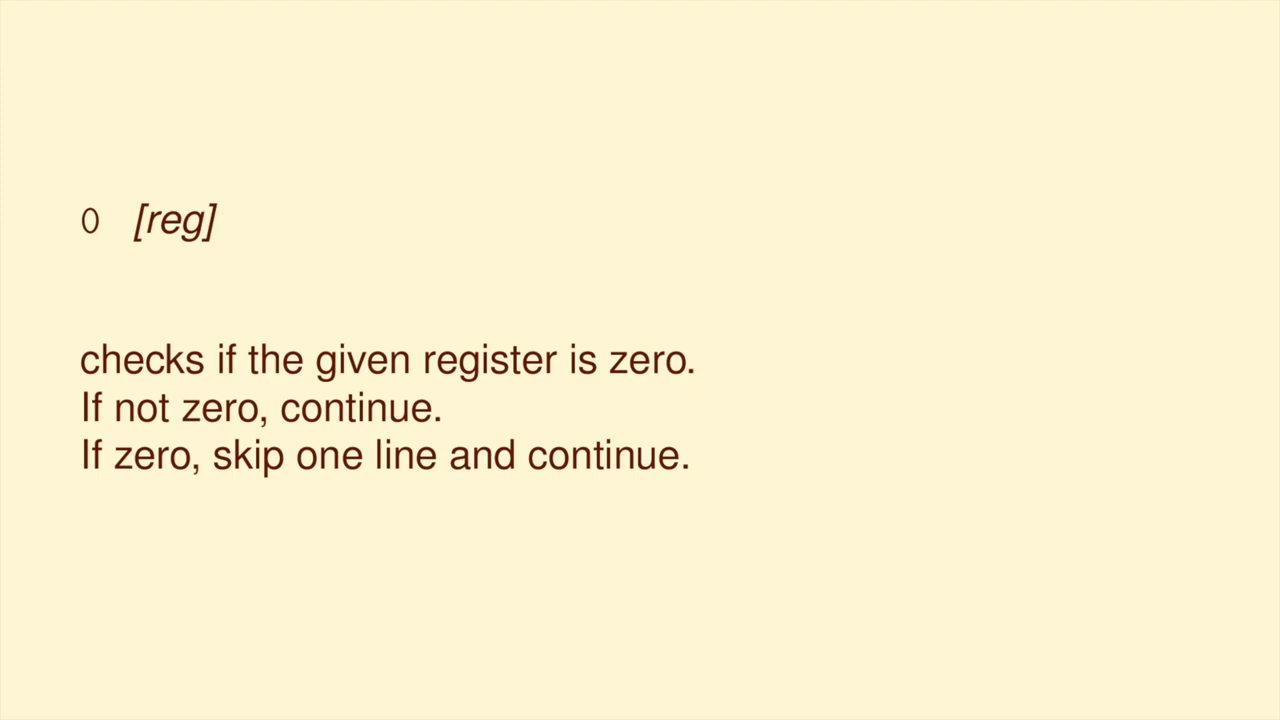 0 [reg]
checks if the given register is zero.
If not zero, continue.
If zero, skip one line and continue.